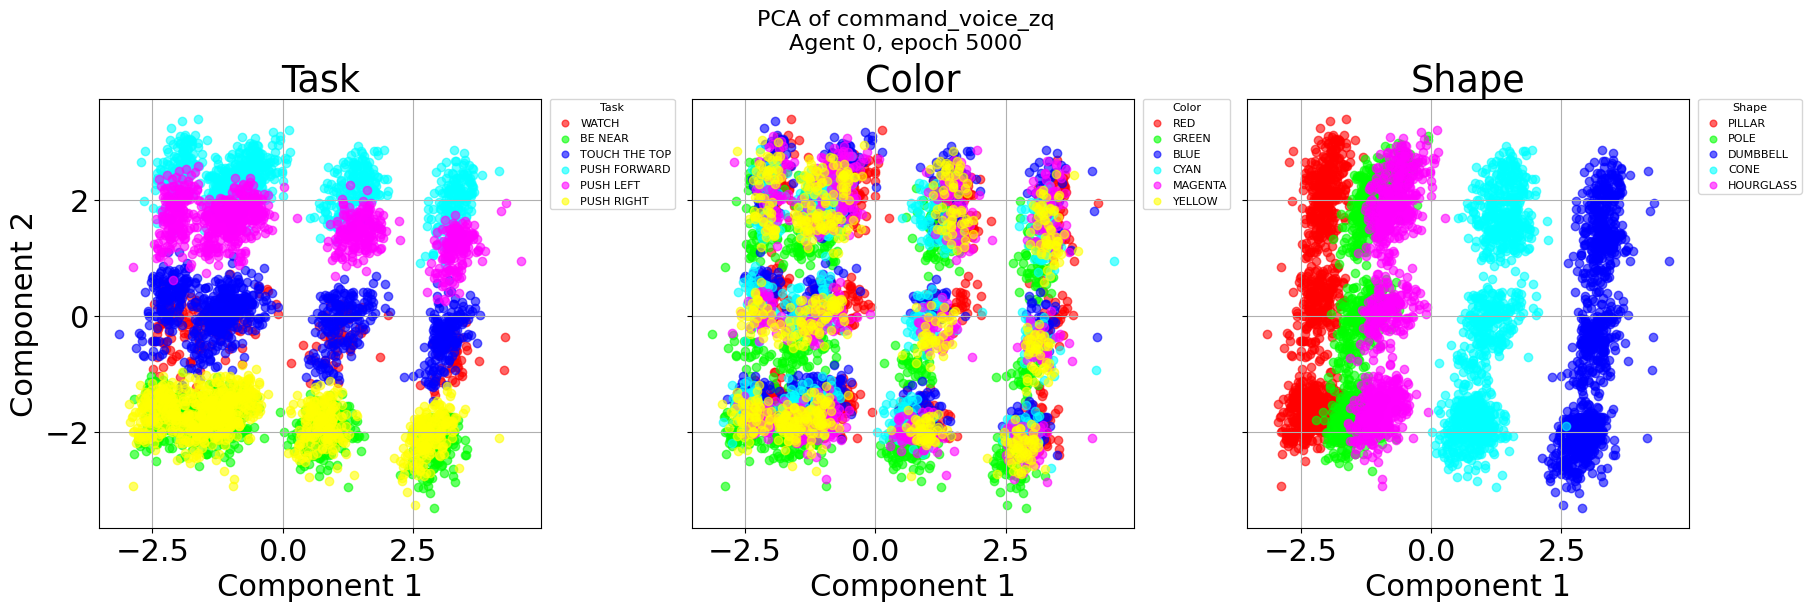 PCA of command_voice_zq
Agent 0, epoch 5000
Task
Component 2
2
0
−2
−2.5
0.0
2.5
Component 1
Task
WATCH
BE NEAR
TOUCH THE TOP
PUSH FORWARD
PUSH LEFT
PUSH RIGHT
Color
−2.5
0.0
2.5
Component 1
Color
RED
GREEN
BLUE
CYAN
MAGENTA
YELLOW
Shape
−2.5
0.0
2.5
Component 1
Shape
PILLAR
POLE
DUMBBELL
CONE
HOURGLASS